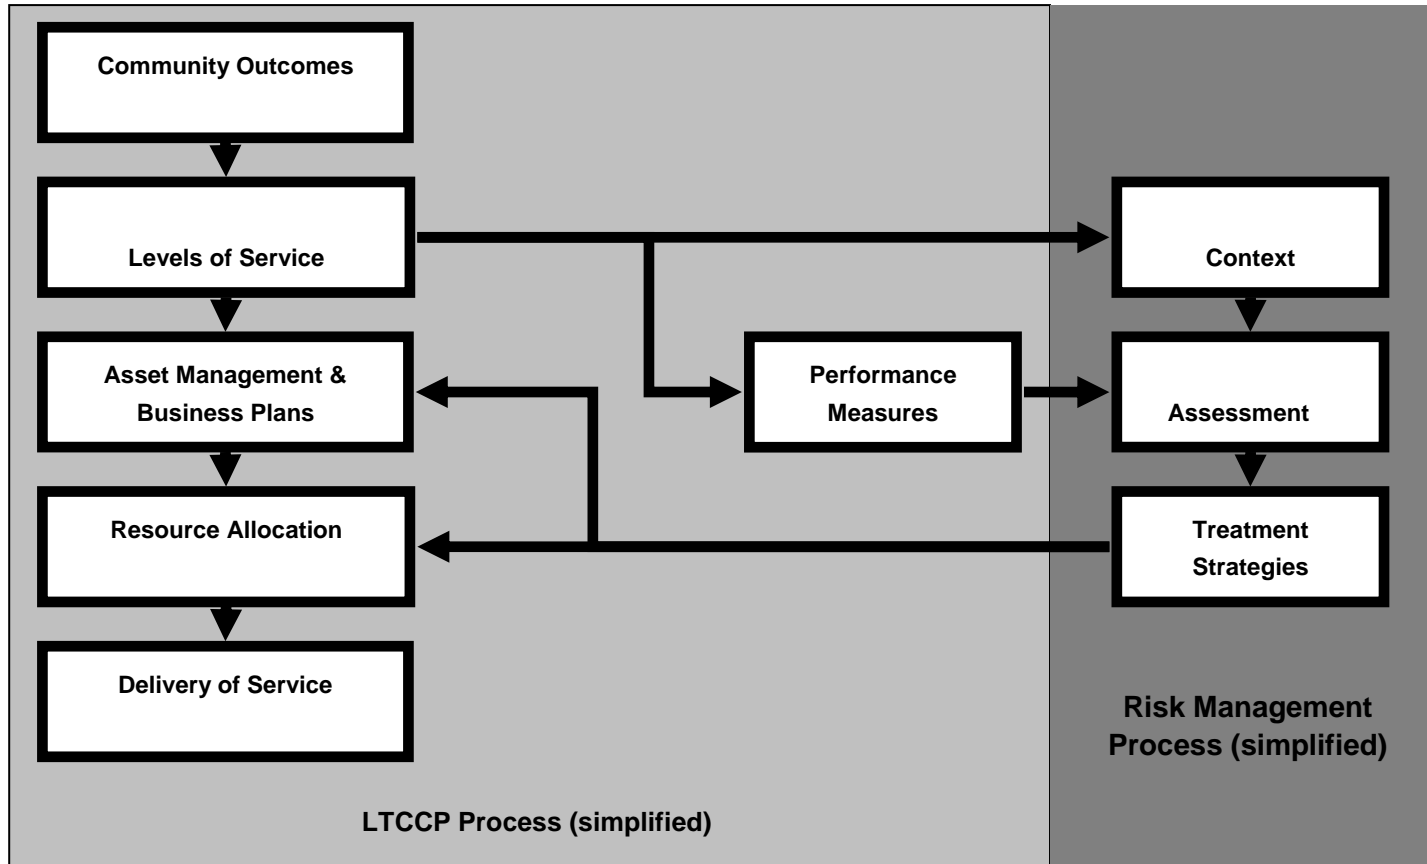 Community Outcomes
Levels of Service
Context
Asset Management &
Business Plans
Performance
Measures
Assessment
Resource Allocation
Treatment
Strategies
Delivery of Service
Risk Management
Process (simplified)
LTCCP Process (simplified)